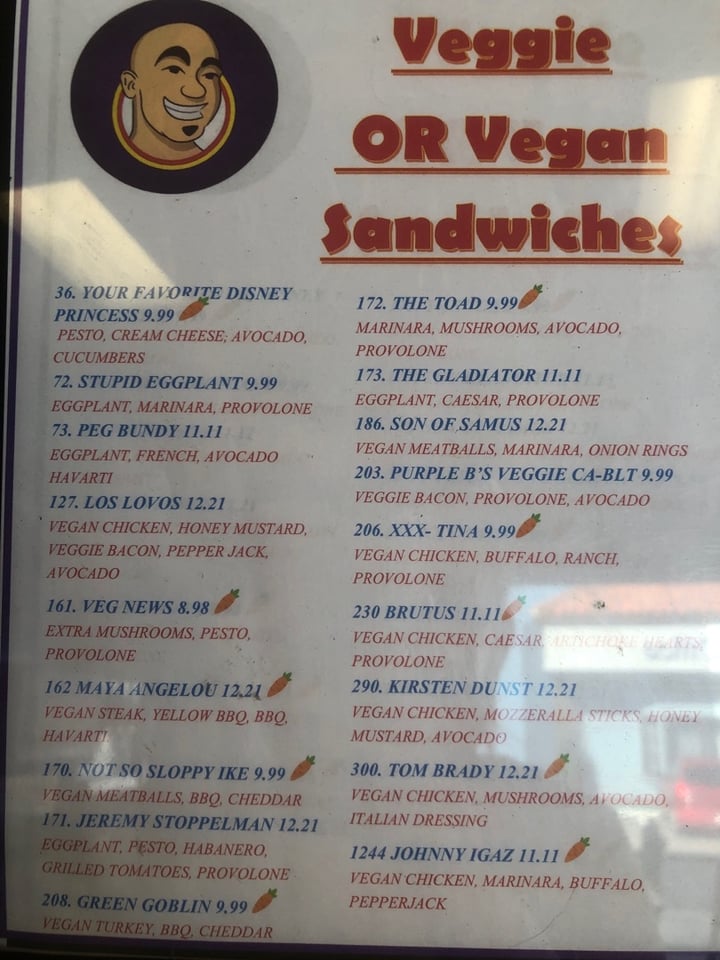 Veggie
OR Vegan
Sandwiches
36. YOUR FAVORITE DISNEY
PRINCESS 9.99
PESTO, CREAM CHEESE; AVOCADO,
CUCUMBERS
72. STUPID EGGPLANT 9.99
EGGPLANT, MARINARA, PROVOLONE
73. PEG BUNDY 11.11
EGGPLANT, FRENCH, AVOCADO
HAVARTI
127. LOS LOVOS 12.21
VEGAN CHICKEN, HONEY MUSTARD,
VEGGIE BACON, PEPPER JACK,
AVOCADO
161. VEG NEWS 8.98
EXTRA MUSHROOMS, PESTO,
PROVOLONE
162 MAYA ANGELOU 12.21
VEGAN STEAK, YELLOW BBQ, BBQ,
HAVARTI
170. NOT SO SLOPPY IKE 9.99
VEGAN MEATBALLS, BBQ, CHEDDAR
171. JEREMY STOPPELMAN 12.21
EGGPLANT, PESTO, HABANERO,
GRILLED TOMATOES, PROVOLONE
208. GREEN GOBLIN 9.99
VEGAN TURKEY, BBQ, CHEDDAR
172. THE TOAD 9.99
MARINARA, MUSHROOMS, AVOCADO,
PROVOLONE
173. THE GLADIATOR 11.11
EGGPLANT, CAESAR, PROVOLONE
186. SON OF SAMUS 12.21
VEGAN MEATBALLS, MARINARA, ONION RINGS
203. PURPLE B'S VEGGIE CA-BLT 9.99
VEGGIE BACON, PROVOLONE, AVOCADO
206. XXX- TINA 9.99
VEGAN CHICKEN, BUFFALO, RANCH,
PROVOLONE
230 BRUTUS 11.11
VEGAN CHICKEN, CAESAR, ARTICHOKE HEARTS,
PROVOLONE
290. KIRSTEN DUNST 12.21
VEGAN CHICKEN, MOZZERALLA STICKS, HONEY
MUSTARD, AVOCADO
300. TOM BRADY 12.21
VEGAN CHICKEN, MUSHROOMS, AVOCADO,
ITALIAN DRESSING
1244 JOHNNY IGAZ 11.11
VEGAN CHICKEN, MARINARA, BUFFALO,
PEPPERJACK